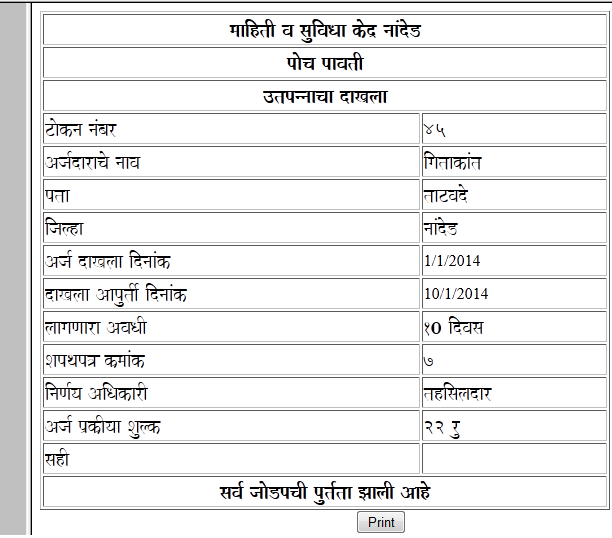 माहिती व सुविधा केद नांदेड
पोच पावती
उतपन्नाचा दाखला
टोकन नंबर ४५
अर्जदाराचे नाव गिताकांत
पता ताटवदे
जिल्हा नांदेड
अर्ज दाखला दिनांक 1/1/2014
दाखला आपुर्ती दिनांक 10/1/2014
लागणारा अवधी १0 दिवस
शपथपत्र कमांक ७
निर्णय अधिकारी तहसिलदार
अर्ज प्रकीया शुल्क २२ रु
सही
सर्व जोडपची पुर्तता झाली आहे
Print